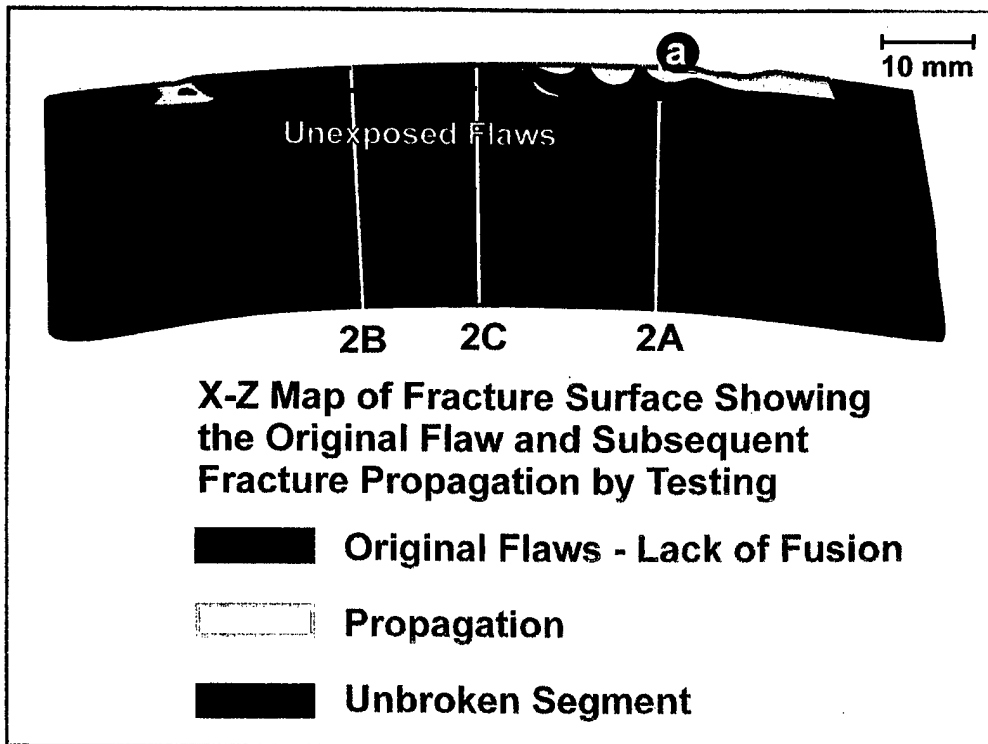 a
10 mm
Unexposed Flaws
2B 2C 2A
X-Z Map of Fracture Surface Showing
the Original Flaw and Subsequent
Fracture Propagation by Testing
Original Flaws - Lack of Fusion
Propagation
Unbroken Segment